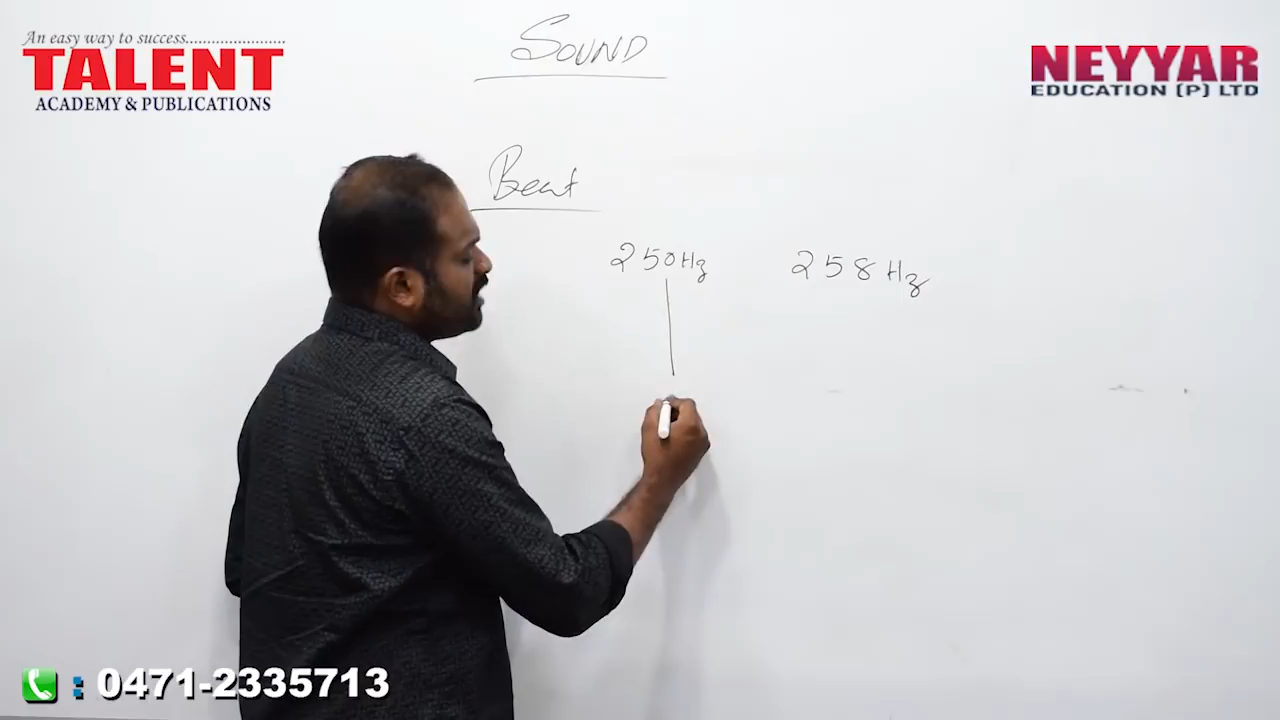 An easy way to success.......................
TALENT
ACADEMY & PUBLICATIONS
NEYYAR
EDUCATION (P) LTD
SOUND
Beat
250Hz 258Hz
: 0471-2335713